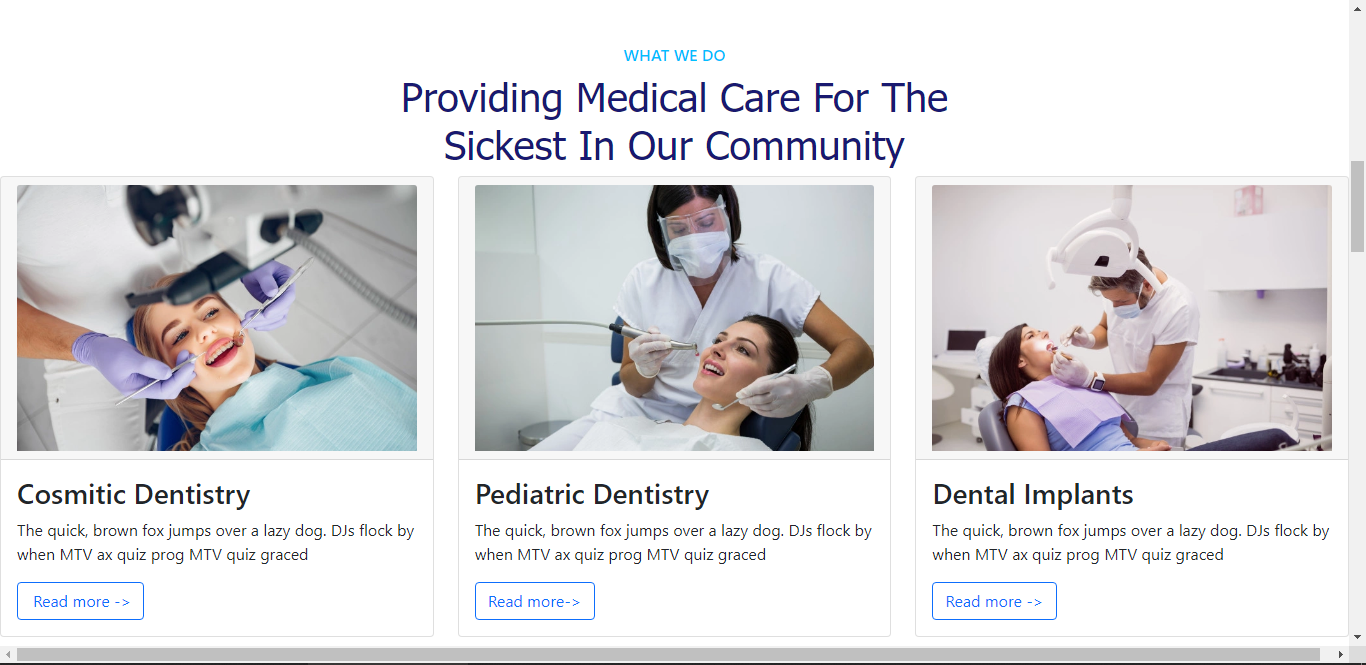 WHAT WE DO
Providing Medical Care For The
Sickest In Our Community
Cosmitic Dentistry
The quick, brown fox jumps over a lazy dog. DJs flock by
when MTV ax quiz prog MTV quiz graced
Read more ->
Pediatric Dentistry
The quick, brown fox jumps over a lazy dog. DJs flock by
when MTV ax quiz prog MTV quiz graced
Read more->
Dental Implants
The quick, brown fox jumps over a lazy dog. DJs flock by
when MTV ax quiz prog MTV quiz graced
Read more ->